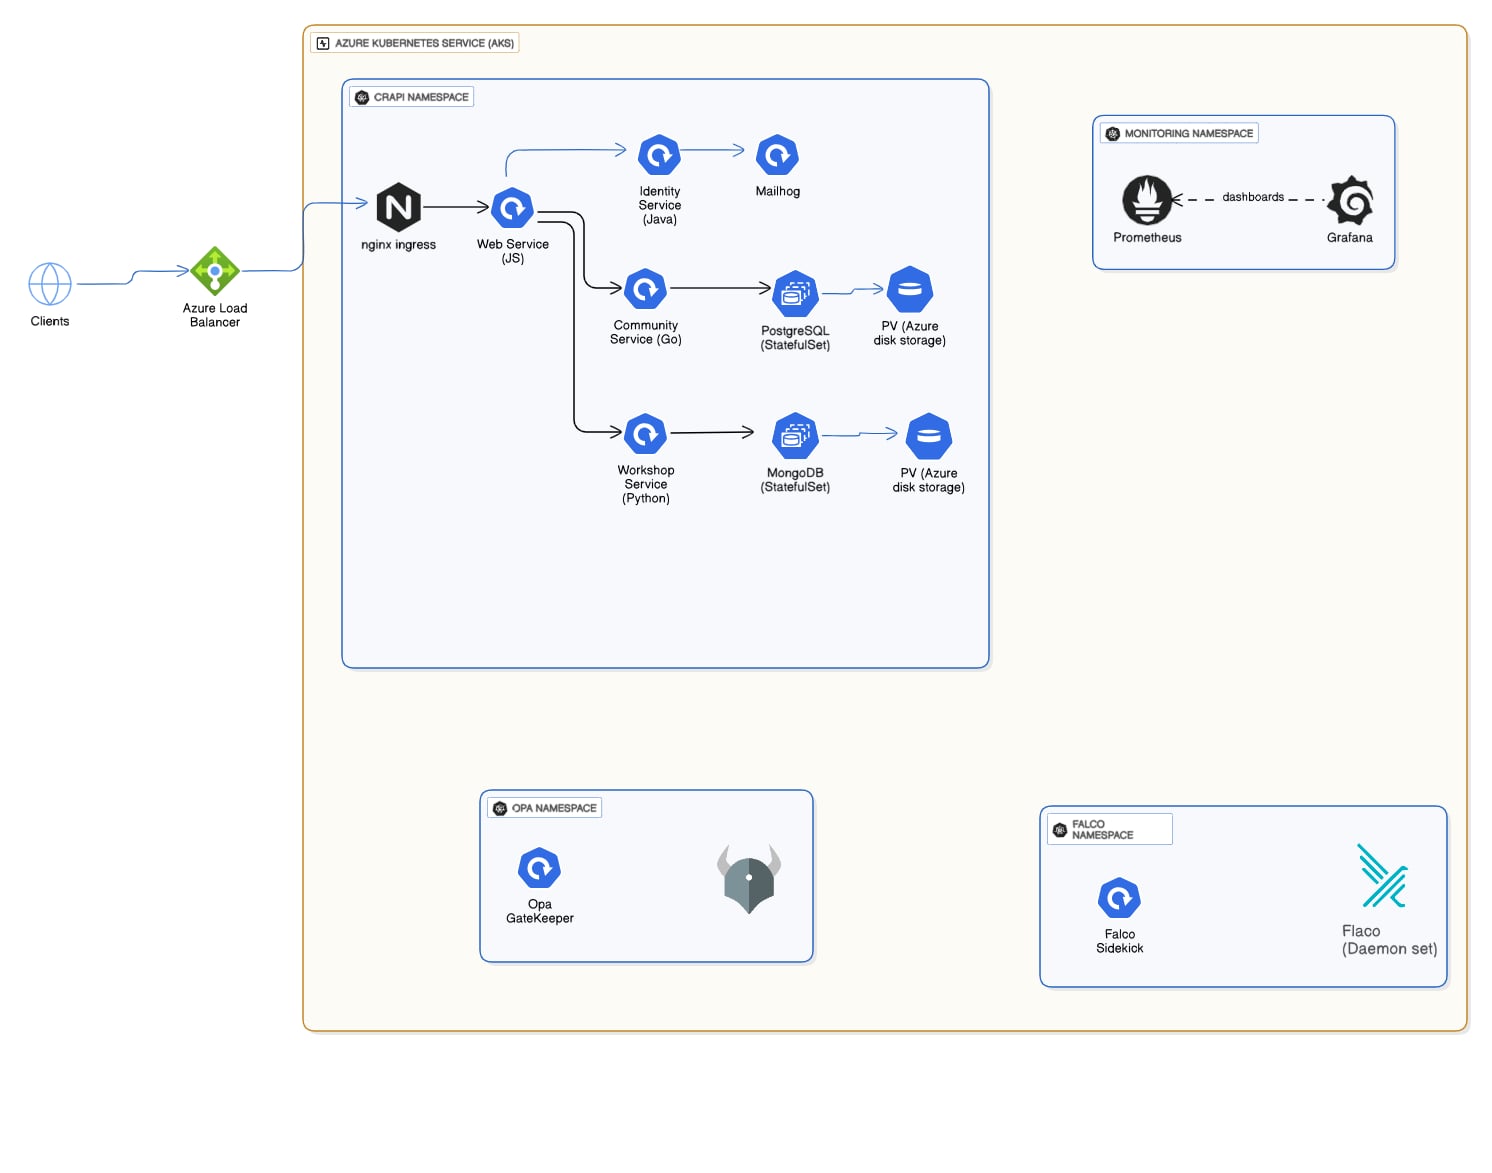 AZURE KUBERNETES SERVICE (AKS)
CRAPI NAMESPACE
MONITORING NAMESPACE
Identity
Service
(Java)
Mailhog
N
nginx ingress
Web Service
(JS)
dashboards
Prometheus
Grafana
Clients
Azure Load
Balancer
Community
Service (Go)
PostgreSQL
(StatefulSet)
PV (Azure
disk storage)
Workshop
Service
(Python)
MongoDB
(StatefulSet)
PV (Azure
disk storage)
OPA NAMESPACE
Opa
GateKeeper
FALCO
NAMESPACE
Falco
Sidekick
Flaco
(Daemon set)